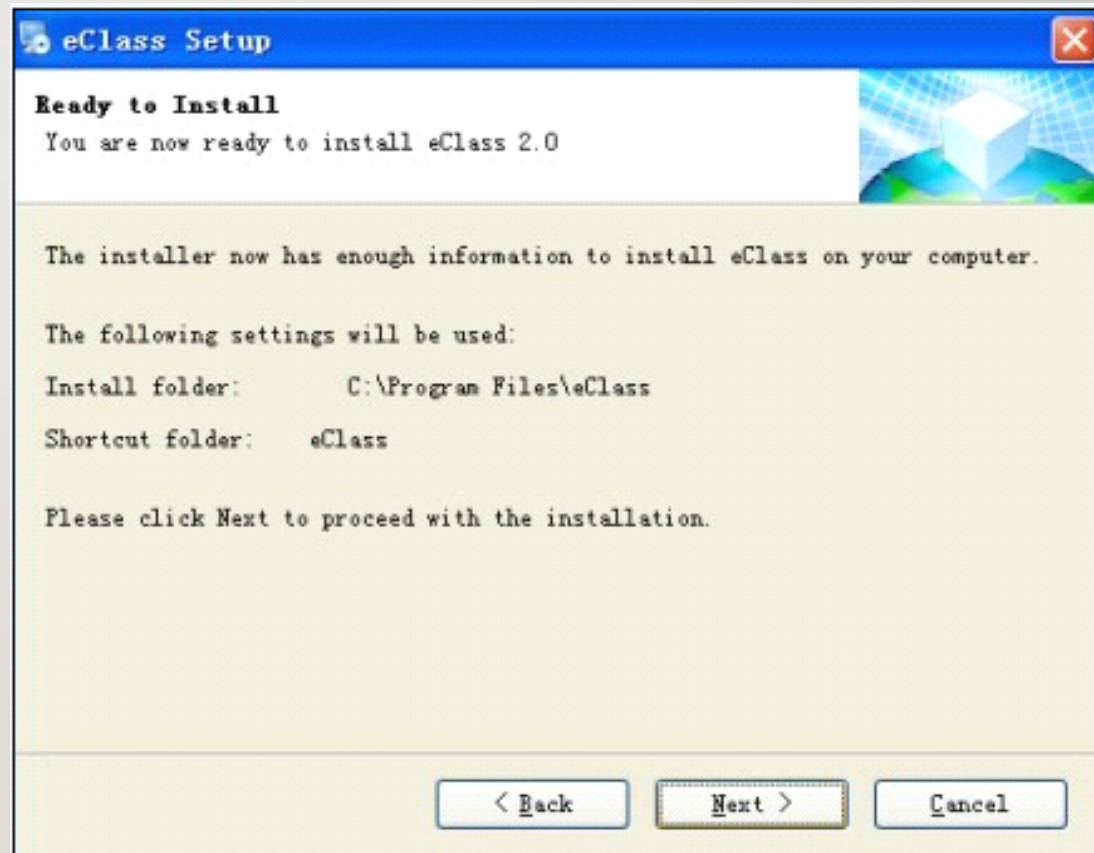 eClass Setup
Ready to Install
You are now ready to install eClass 2.0
The installer now has enough information to install eClass on your computer.
The following settings will be used:
Install folder: C:\Program Files\eClass
Shortcut folder: eClass
Please click Next to proceed with the installation.
< Back
Next >
Cancel